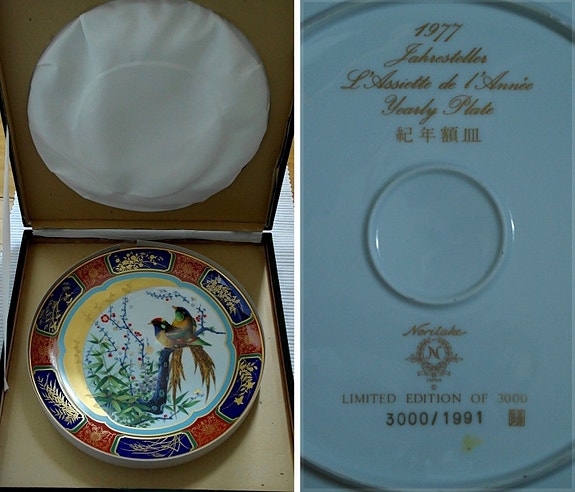 1977
Jahresteller
L'Assiette de l'Année
Yearly Plate
紀年額皿
Noritake
N
LIMITED EDITION OF 3000
3000/1991